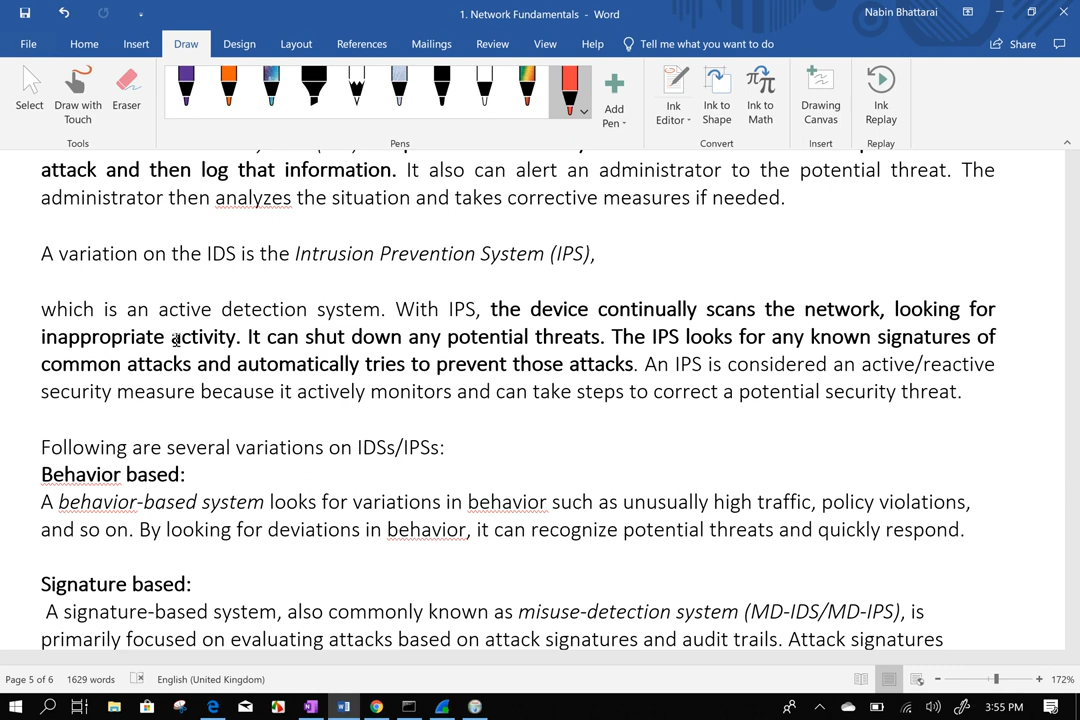 1. Network Fundamentals - Word
Nabin Bhattarai
File Home Insert Draw Design Layout References Mailings Review View Help Tell me what you want to do Share
Select Draw with Touch Eraser
Add Pen
Ink Editor Ink to Shape Ink to Math Drawing Canvas Ink Replay
Tools Pens Convert Insert Replay
attack and then log that information. It also can alert an administrator to the potential threat. The
administrator then analyzes the situation and takes corrective measures if needed.
A variation on the IDS is the Intrusion Prevention System (IPS),
which is an active detection system. With IPS, the device continually scans the network, looking for
inappropriate activity. It can shut down any potential threats. The IPS looks for any known signatures of
common attacks and automatically tries to prevent those attacks. An IPS is considered an active/reactive
security measure because it actively monitors and can take steps to correct a potential security threat.
Following are several variations on IDSs/IPSs:
Behavior based:
A behavior-based system looks for variations in behavior such as unusually high traffic, policy violations,
and so on. By looking for deviations in behavior, it can recognize potential threats and quickly respond.
Signature based:
A signature-based system, also commonly known as misuse-detection system (MD-IDS/MD-IPS), is
primarily focused on evaluating attacks based on attack signatures and audit trails. Attack signatures
Page 5 of 6 1629 words English (United Kingdom) 172%
3:55 PM